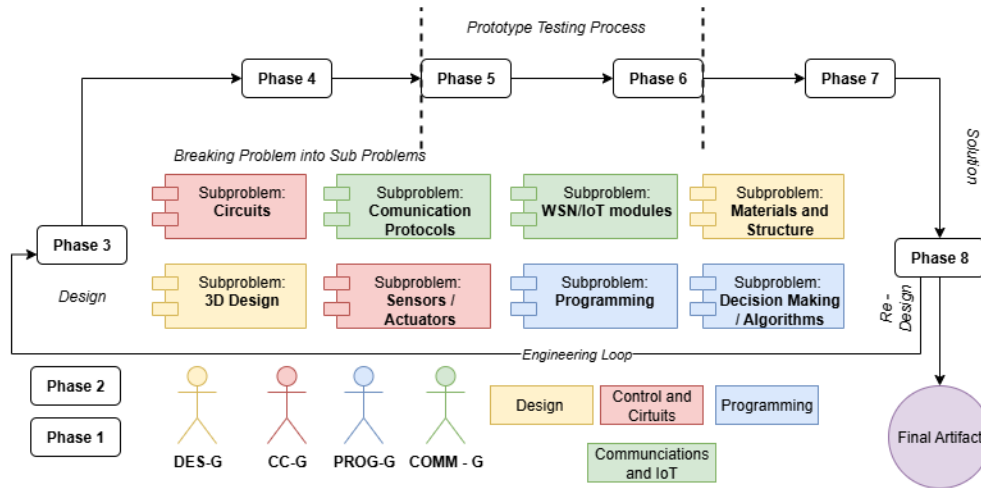 Prototype Testing Process
Phase 4
Phase 5
Phase 6
Phase 7
Breaking Problem into Sub Problems
Solution
Subproblem:
Circuits
Subproblem:
Comunication
Protocols
Subproblem:
WSN/IoT modules
Subproblem:
Materials and
Structure
Phase 3
Phase 8
Design
Subproblem:
3D Design
Subproblem:
Sensors /
Actuators
Subproblem:
Programming
Subproblem:
Decision Making
/ Algorithms
Re-
Design
Engineering Loop
Phase 2
Phase 1
DES-G
CC-G
PROG-G
COMM - G
Design
Control and
Cirtuits
Programming
Communciations
and IoT
Final Artifact